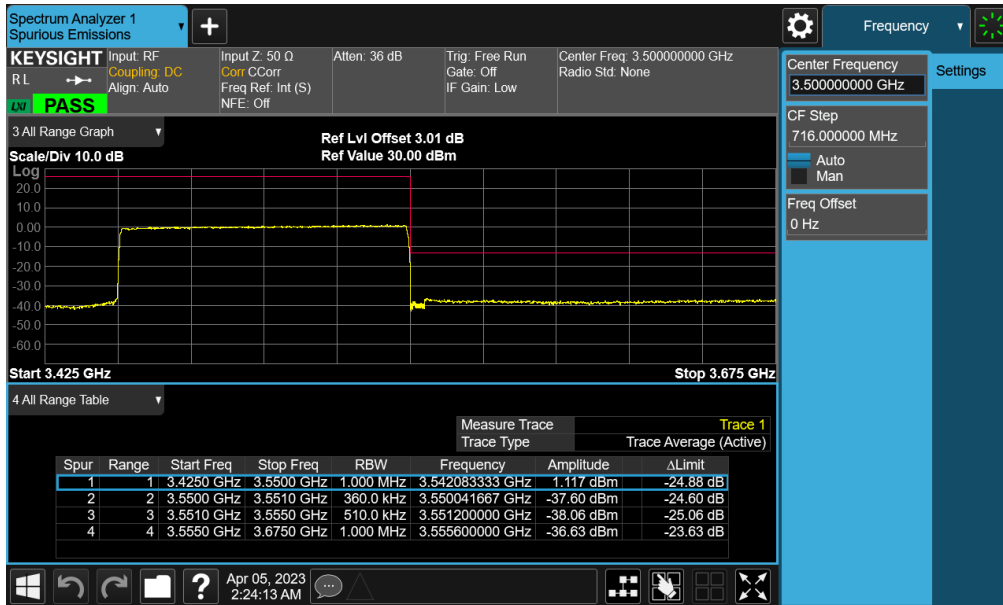 Spectrum Analyzer 1
Spurious Emissions
Frequency
KEYSIGHT
RL
LXI PASS
Input: RF
Coupling: DC
Align: Auto
Input Z: 50 Ω
Corr CCorr
Freq Ref: Int (S)
NFE: Off
Atten: 36 dB
Trig: Free Run
Gate: Off
IF Gain: Low
Center Freq: 3.500000000 GHz
Radio Std: None
Center Frequency
3.500000000 GHz
Settings
CF Step
716.000000 MHz
Auto
Man
Freq Offset
0 Hz
3 All Range Graph
Scale/Div 10.0 dB
Ref Lvl Offset 3.01 dB
Ref Value 30.00 dBm
Log
20.0
10.0
0.00
-10.0
-20.0
-30.0
-40.0
-50.0
-60.0
Start 3.425 GHz Stop 3.675 GHz
4 All Range Table
Measure Trace Trace 1
Trace Type Trace Average (Active)
Spur Range Start Freq Stop Freq RBW Frequency Amplitude ΔLimit
1 1 3.4250 GHz 3.5500 GHz 1.000 MHz 3.542083333 GHz 1.117 dBm -24.88 dB
2 2 3.5500 GHz 3.5510 GHz 360.0 kHz 3.550041667 GHz -37.60 dBm -24.60 dB
3 3 3.5510 GHz 3.5550 GHz 510.0 kHz 3.551200000 GHz -38.06 dBm -25.06 dB
4 4 3.5550 GHz 3.6750 GHz 1.000 MHz 3.555600000 GHz -36.63 dBm -23.63 dB
?
Apr 05, 2023
2:24:13 AM